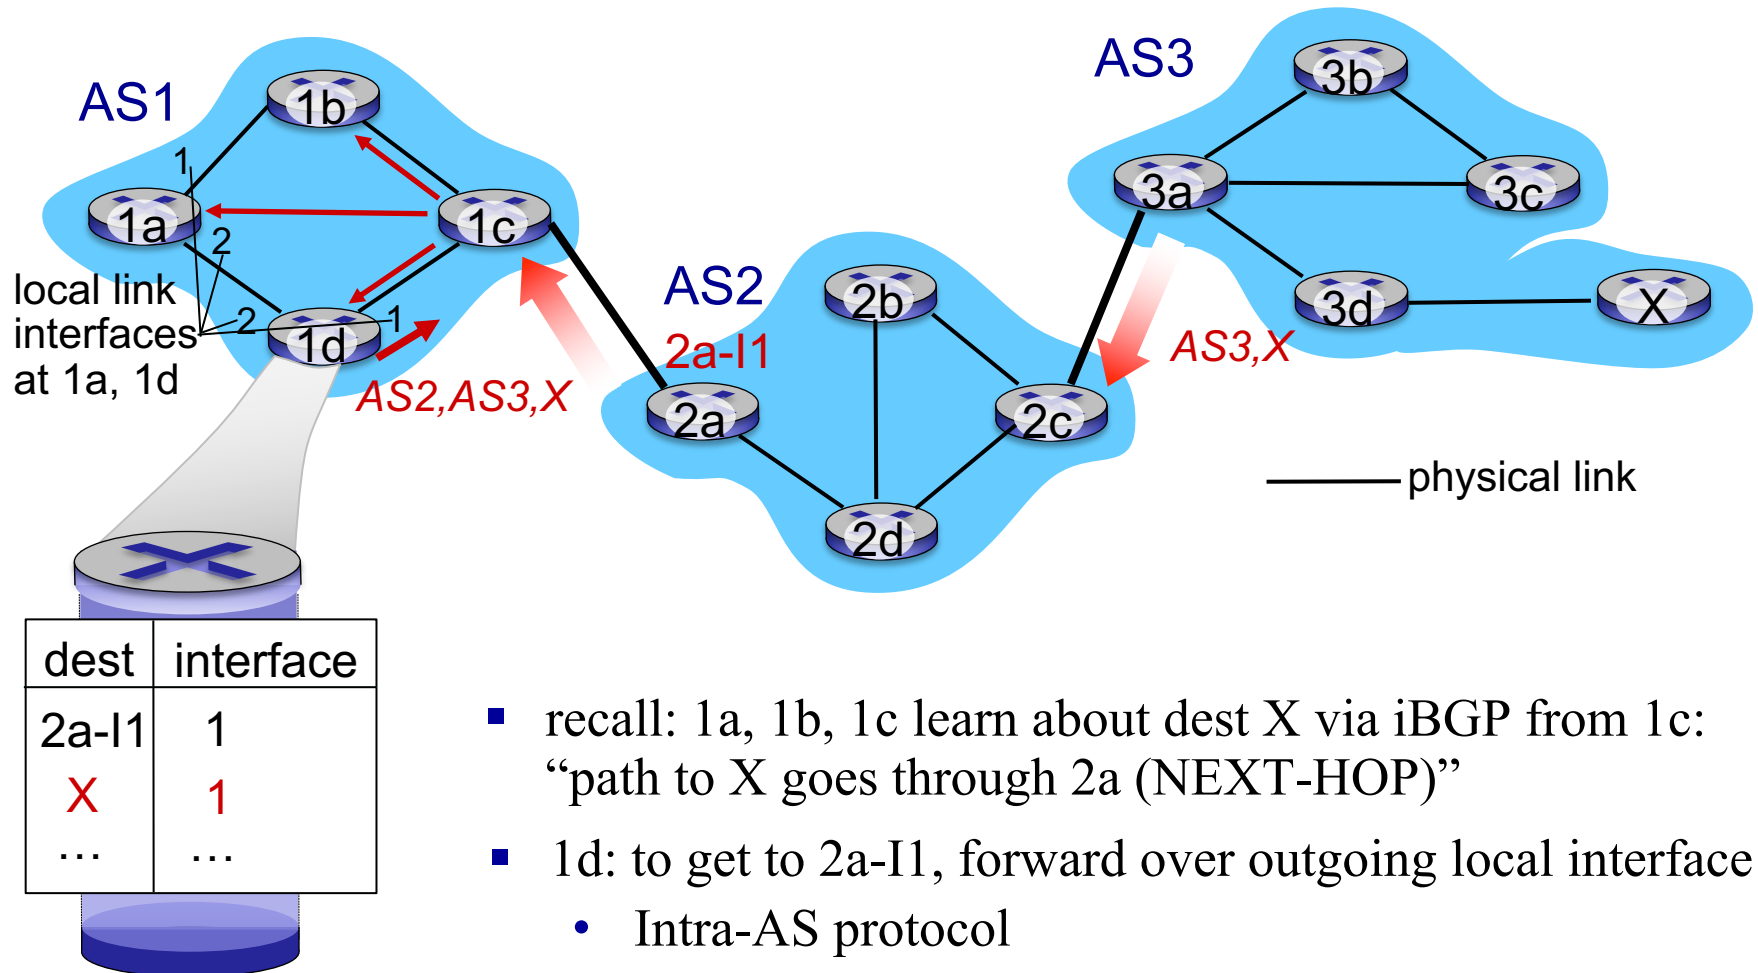 AS1
1b
1
1a
1c
2
local link
interfaces
at 1a, 1d
2
1
1d
AS2,AS3,X
AS2
2a-I1
2b
2a
2c
2d
AS3
3b
3a
3c
3d
X
AS3,X
physical link
dest interface
2a-I1 1
X 1
... ...
recall: 1a, 1b, 1c learn about dest X via iBGP from 1c:
“path to X goes through 2a (NEXT-HOP)”
1d: to get to 2a-I1, forward over outgoing local interface
Intra-AS protocol